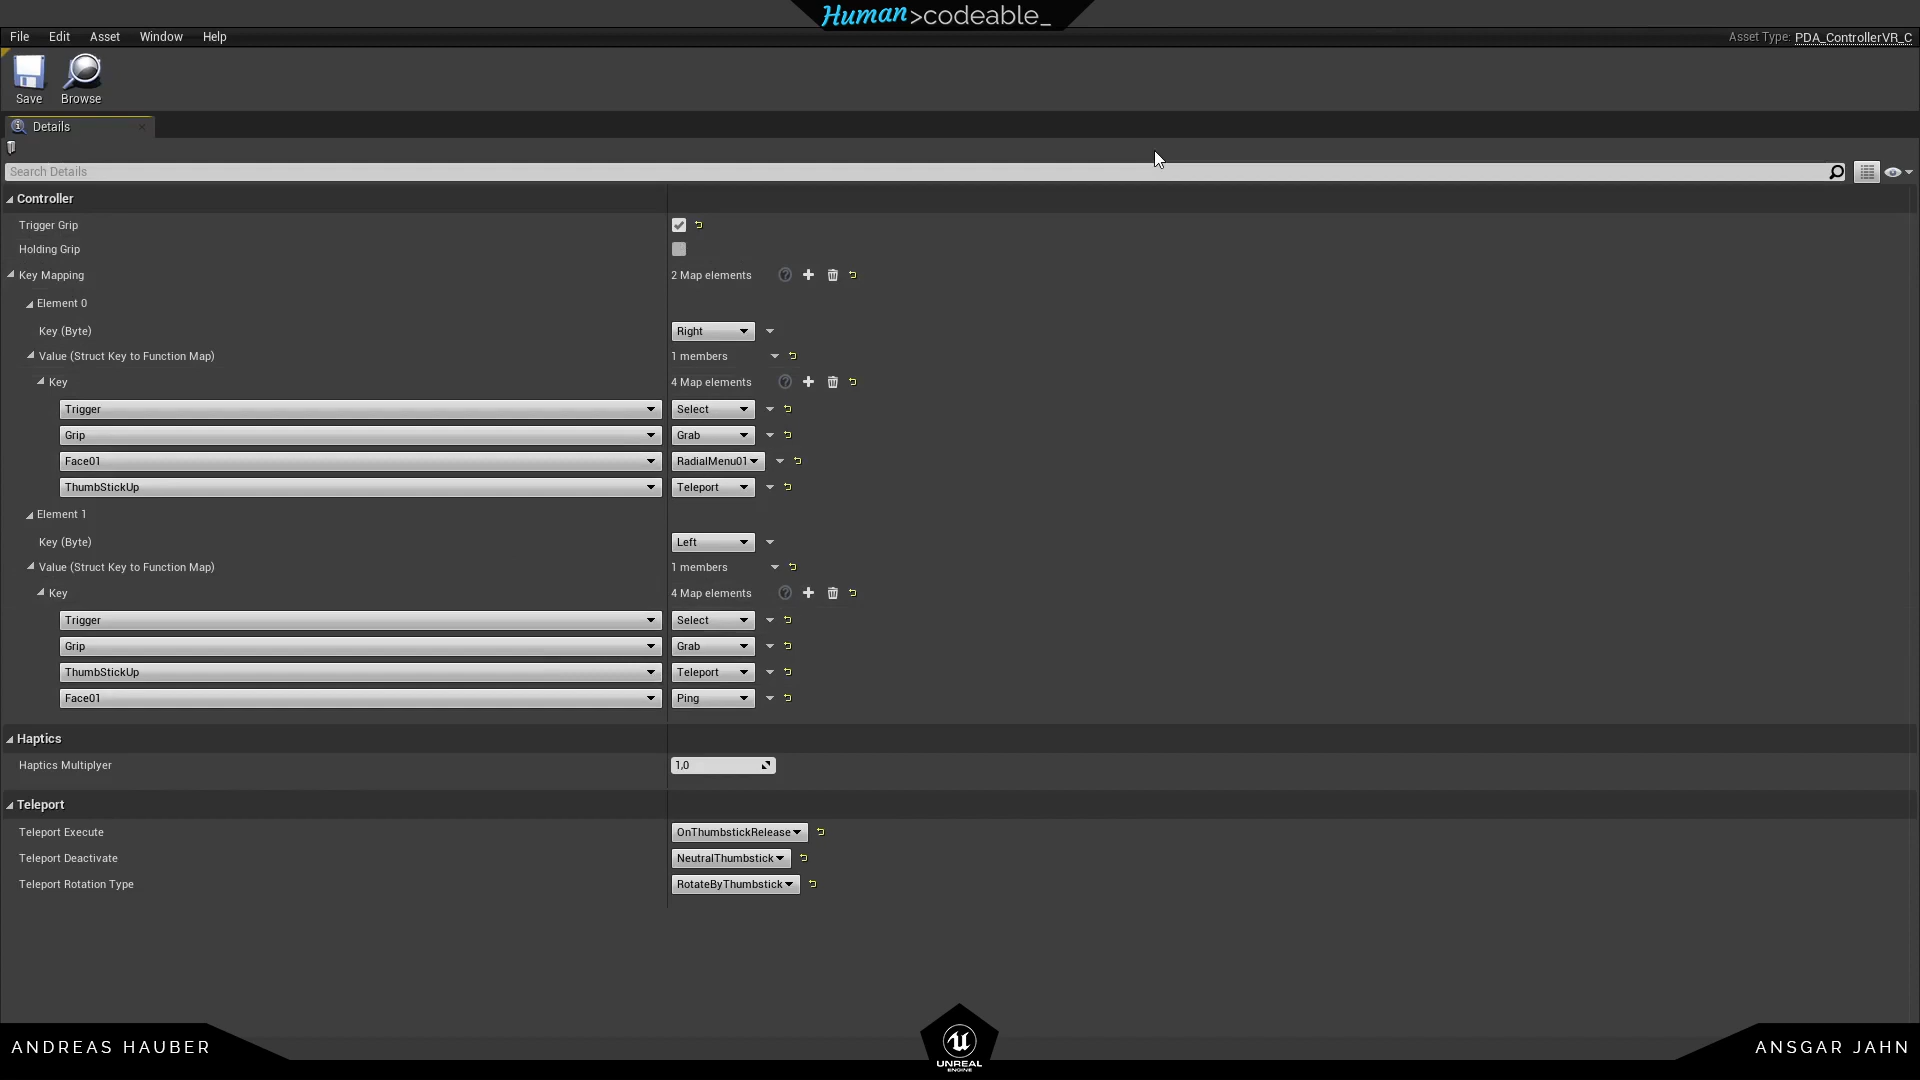 Human>codeable_
File Edit Asset Window Help
Asset Type: PDA_ControllerVR_C
Save Browse
Details
Search Details
Controller
Trigger Grip
Holding Grip
Key Mapping 2 Map elements
Element 0
Key (Byte) Right
Value (Struct Key to Function Map) 1 members
Key 4 Map elements
Trigger Select
Grip Grab
Face01 RadialMenu01
ThumbStickUp Teleport
Element 1
Key (Byte) Left
Value (Struct Key to Function Map) 1 members
Key 4 Map elements
Trigger Select
Grip Grab
ThumbStickUp Teleport
Face01 Ping
Haptics
Haptics Multiplyer 1,0
Teleport
Teleport Execute OnThumbstickRelease
Teleport Deactivate NeutralThumbstick
Teleport Rotation Type RotateByThumbstick
ANDREAS HAUBER
UNREAL
ENGINE
ANSGAR JAHN